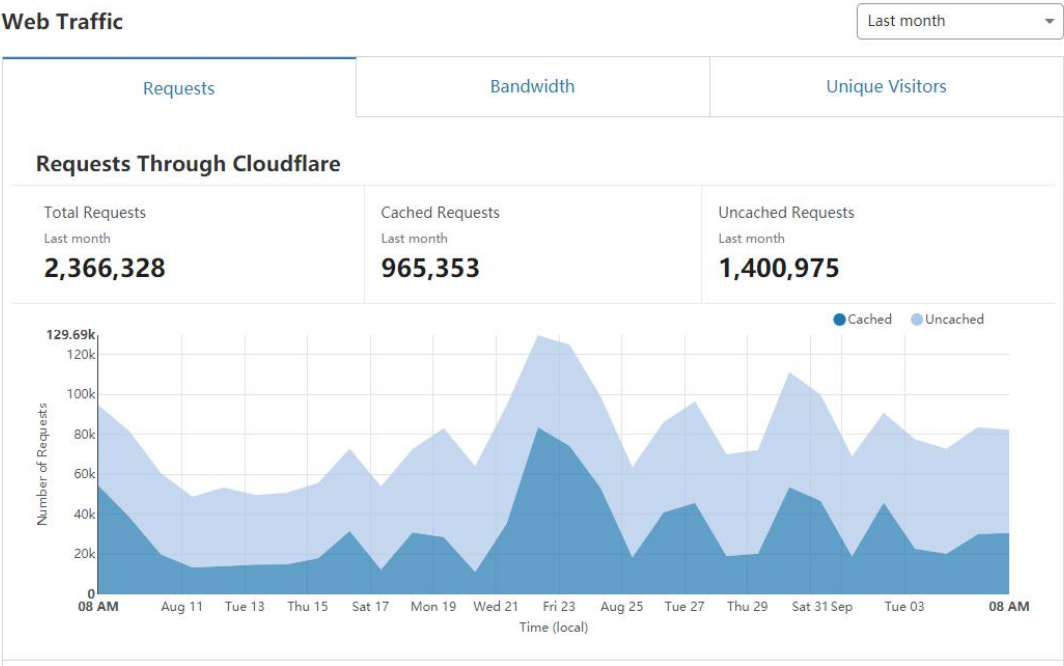 Web Traffic
Last month
Requests
Bandwidth
Unique Visitors
Requests Through Cloudflare
Total Requests
Last month
2,366,328
Cached Requests
Last month
965,353
Uncached Requests
Last month
1,400,975
Cached Uncached
129.69k
120k
100k
80k
60k
40k
20k
0
Number of Requests
08 AM Aug 11 Tue 13 Thu 15 Sat 17 Mon 19 Wed 21 Fri 23 Aug 25 Tue 27 Thu 29 Sat 31 Sep Tue 03 08 AM
Time (local)